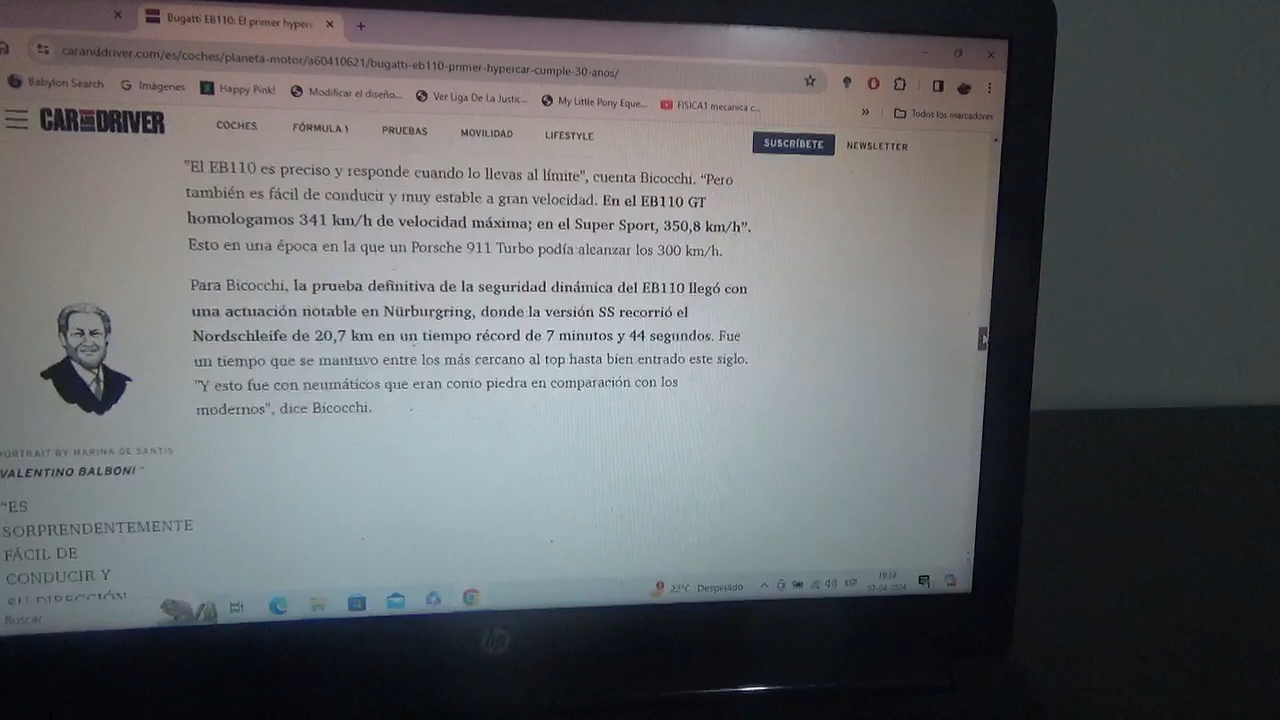 Bugatti EB110: El primer hyperc
caranddriver.com/es/coches/planeta-motor/a60410621/bugatti-eb110-primer-hypercar-cumple-30-anos/
Babylon Search
Imágenes
Happy Pink!
Modificar el diseño...
Ver Liga De La Justic...
My Little Pony Eque...
FISICA1 mecanica c...
Todos los marcadores
CAR AND DRIVER
COCHES
FÓRMULA 1
PRUEBAS
MOVILIDAD
LIFESTYLE
SUSCRÍBETE
NEWSLETTER
"El EB110 es preciso y responde cuando lo llevas al límite", cuenta Bicocchi. “Pero
también es fácil de conducir y muy estable a gran velocidad. En el EB110 GT
homologamos 341 km/h de velocidad máxima; en el Super Sport, 350,8 km/h”.
Esto en una época en la que un Porsche 911 Turbo podía alcanzar los 300 km/h.
Para Bicocchi, la prueba definitiva de la seguridad dinámica del EB110 llegó con
una actuación notable en Nürburgring, donde la versión SS recorrió el
Nordschleife de 20,7 km en un tiempo récord de 7 minutos y 44 segundos. Fue
un tiempo que se mantuvo entre los más cercano al top hasta bien entrado este siglo.
"Y esto fue con neumáticos que eran como piedra en comparación con los
modernos", dice Bicocchi.
PORTRAIT BY MARINA DE SANTIS
VALENTINO BALBONI
“ES
SORPRENDENTEMENTE
FÁCIL DE
CONDUCIR Y
SU DIRECCIÓN
Buscar
22°C Despejado
ESP
19:24
07-04-2024
hp